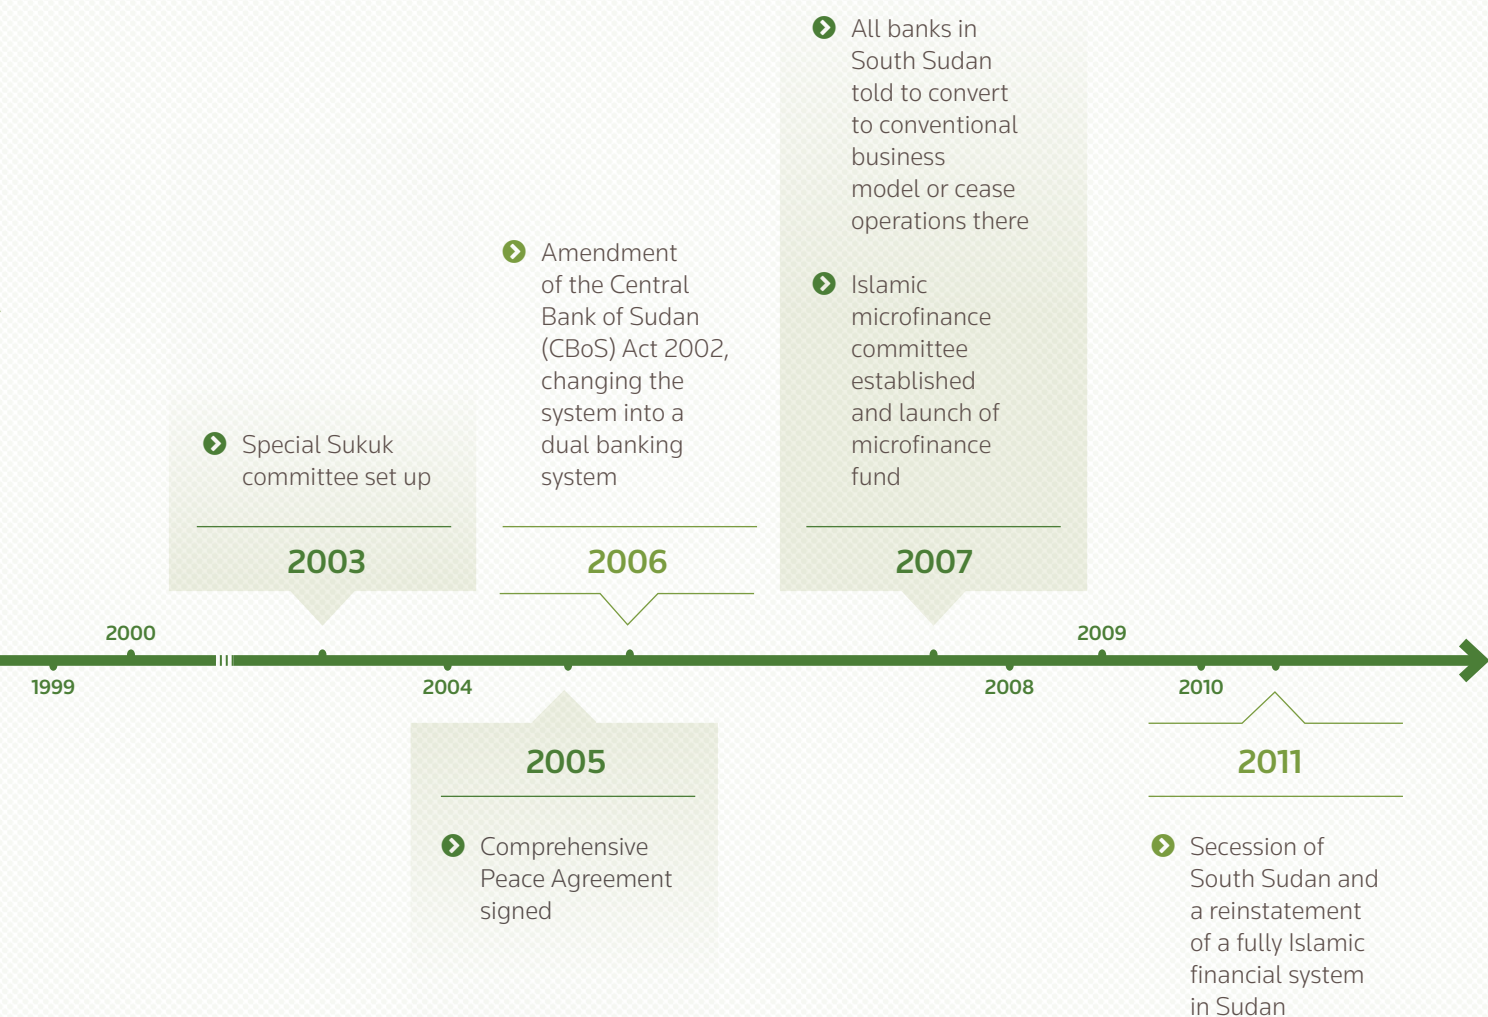 All banks in
South Sudan
told to convert
to conventional
business
model or cease
operations there
Islamic
microfinance
committee
established
and launch of
microfinance
fund
2007
Amendment
of the Central
Bank of Sudan
(CBoS) Act 2002,
changing the
system into a
dual banking
system
2006
Special Sukuk
committee set up
2003
2000
2009
1999
2004
2008
2010
2005
Comprehensive
Peace Agreement
signed
2011
Secession of
South Sudan and
a reinstatement
of a fully Islamic
financial system
in Sudan